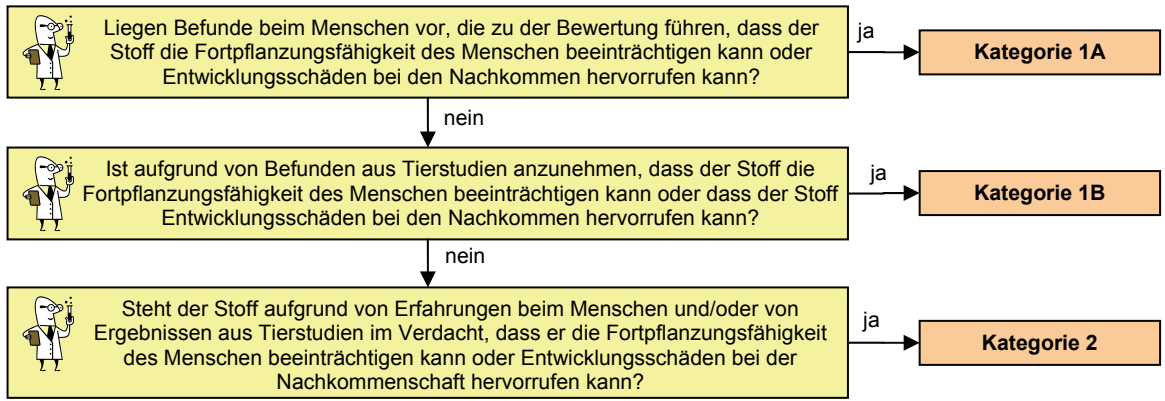 Liegen Befunde beim Menschen vor, die zu der Bewertung führen, dass der
Stoff die Fortpflanzungsfähigkeit des Menschen beeinträchtigen kann oder
Entwicklungsschäden bei den Nachkommen hervorrufen kann?
ja
Kategorie 1A
nein
Ist aufgrund von Befunden aus Tierstudien anzunehmen, dass der Stoff die
Fortpflanzungsfähigkeit des Menschen beeinträchtigen kann oder dass der Stoff
Entwicklungsschäden bei den Nachkommen hervorrufen kann?
ja
Kategorie 1B
nein
Steht der Stoff aufgrund von Erfahrungen beim Menschen und/oder von
Ergebnissen aus Tierstudien im Verdacht, dass er die Fortpflanzungsfähigkeit
des Menschen beeinträchtigen kann oder Entwicklungsschäden bei der
Nachkommenschaft hervorrufen kann?
ja
Kategorie 2